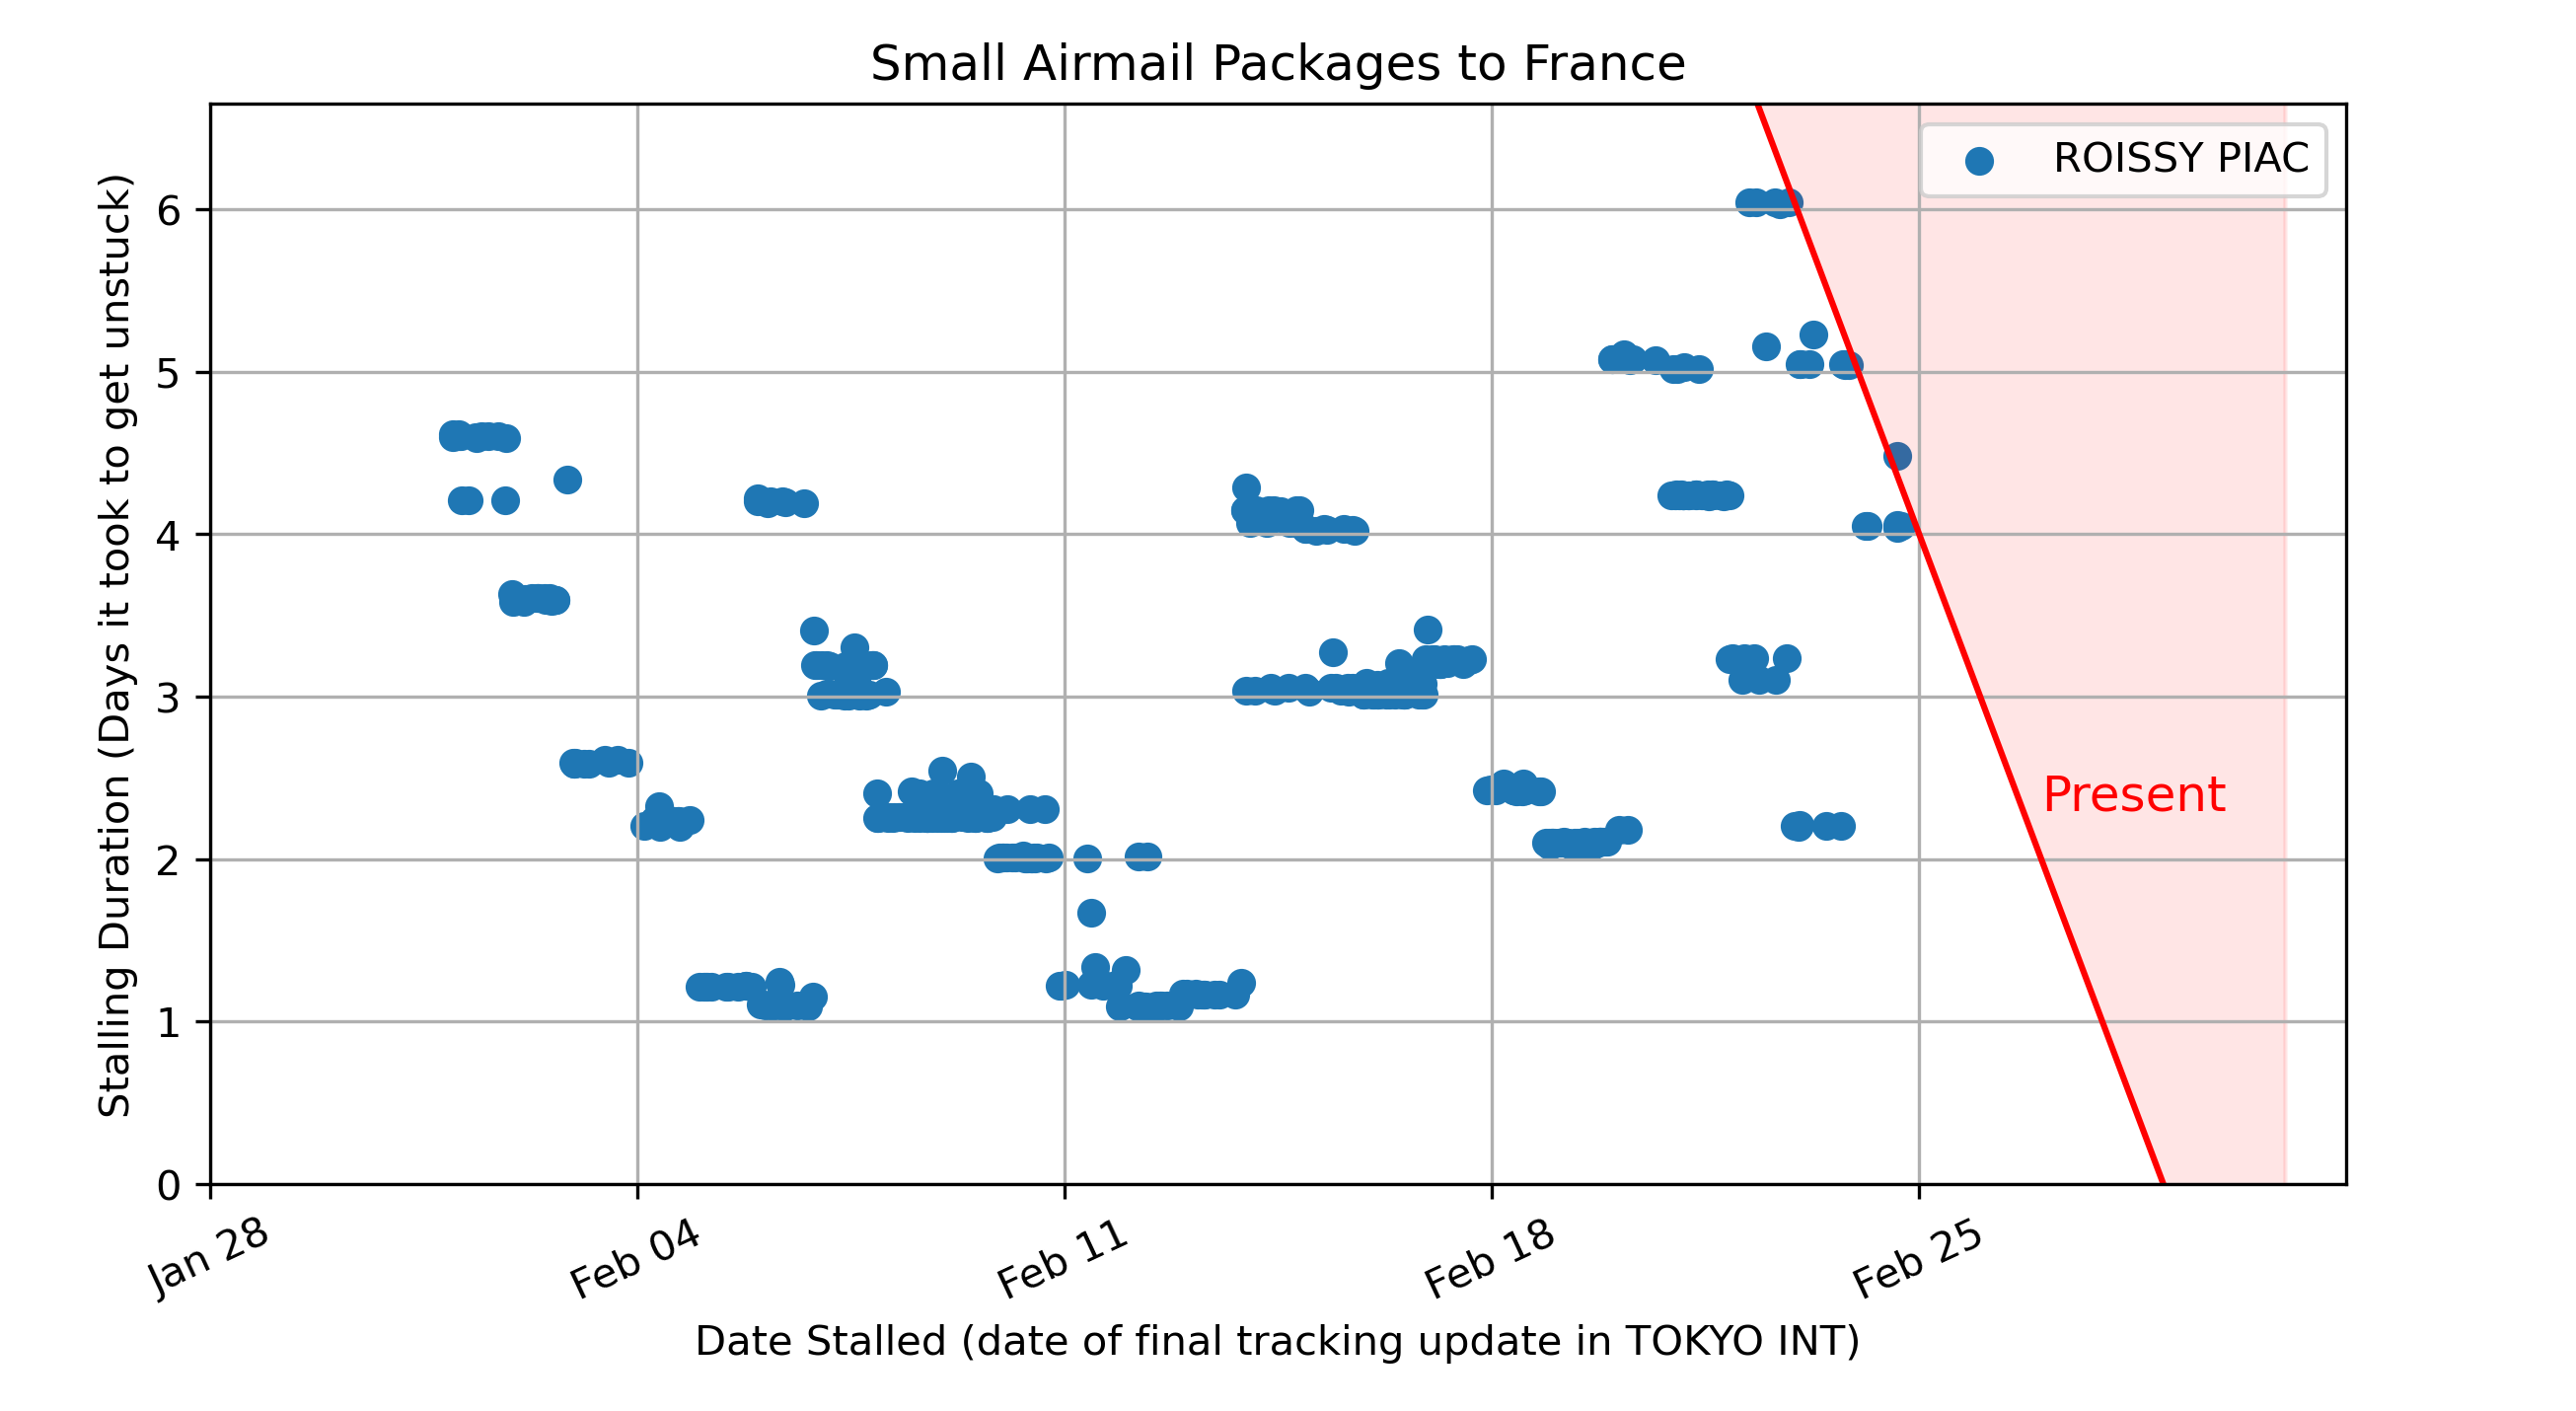 Small Airmail Packages to France
Stalling Duration (Days it took to get unstuck)
6
5
4
3
2
1
0
ROISSY PIAC
Present
Jan 28
Feb 04
Feb 11
Feb 18
Feb 25
Date Stalled (date of final tracking update in TOKYO INT)